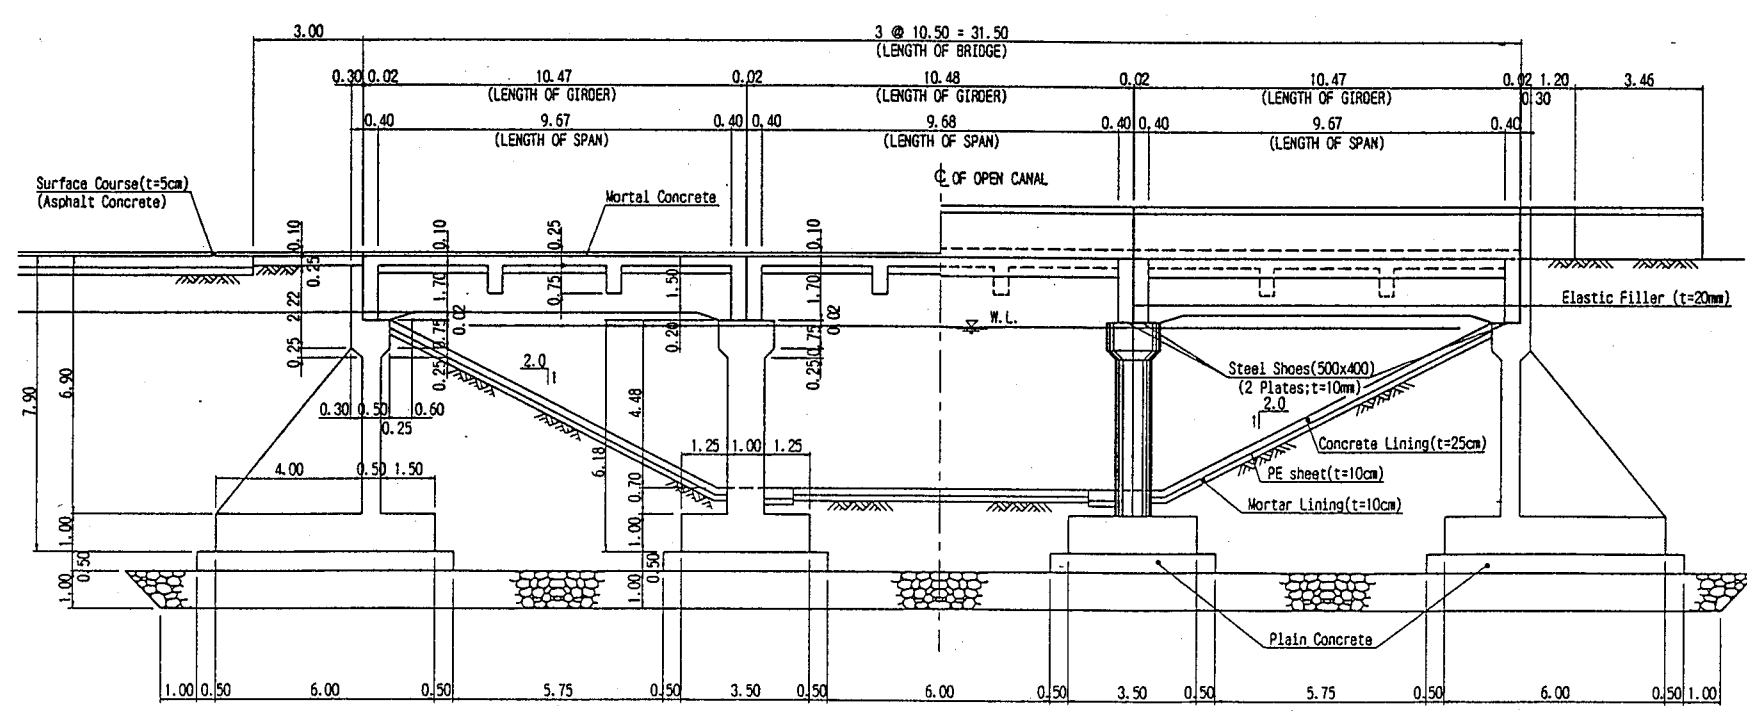 3.00
3 @ 10.50 = 31.50
(LENGTH OF BRIDGE)
0.30 0.02 10.47 0.02 10.48 0.02 10.47 0.02 1.20 3.46
(LENGTH OF GIRDER) (LENGTH OF GIRDER) (LENGTH OF GIRDER) 0.30
0.40 9.67 0.40 0.40 9.68 0.40 0.40 9.67 0.40
(LENGTH OF SPAN) (LENGTH OF SPAN) (LENGTH OF SPAN)
℄ OF OPEN CANAL
Surface Course(t=5cm)
(Asphalt Concrete)
Mortal Concrete
0.10 0.10 0.25 0.10
0.25 1.70 0.75 1.50 1.70
2.22 0.02 0.02
0.25 0.75 0.20 0.75
0.25 0.25
Elastic Filler (t=20mm)
W.L.
Steel Shoes(500x400)
(2 Plates;t=10mm)
2.0
1
2.0
1
7.90
6.90
0.30 0.50 0.60
0.25
4.48
6.18
1.25 1.00 1.25
Concrete Lining(t=25cm)
PE sheet(t=10cm)
Mortar Lining(t=10cm)
4.00 0.50 1.50
0.70
1.00 1.00
0.50 0.50
1.00 1.00
Plain Concrete
1.00 0.50 6.00 0.50 5.75 0.50 3.50 0.50 6.00 0.50 3.50 0.50 5.75 0.50 6.00 0.50 1.00